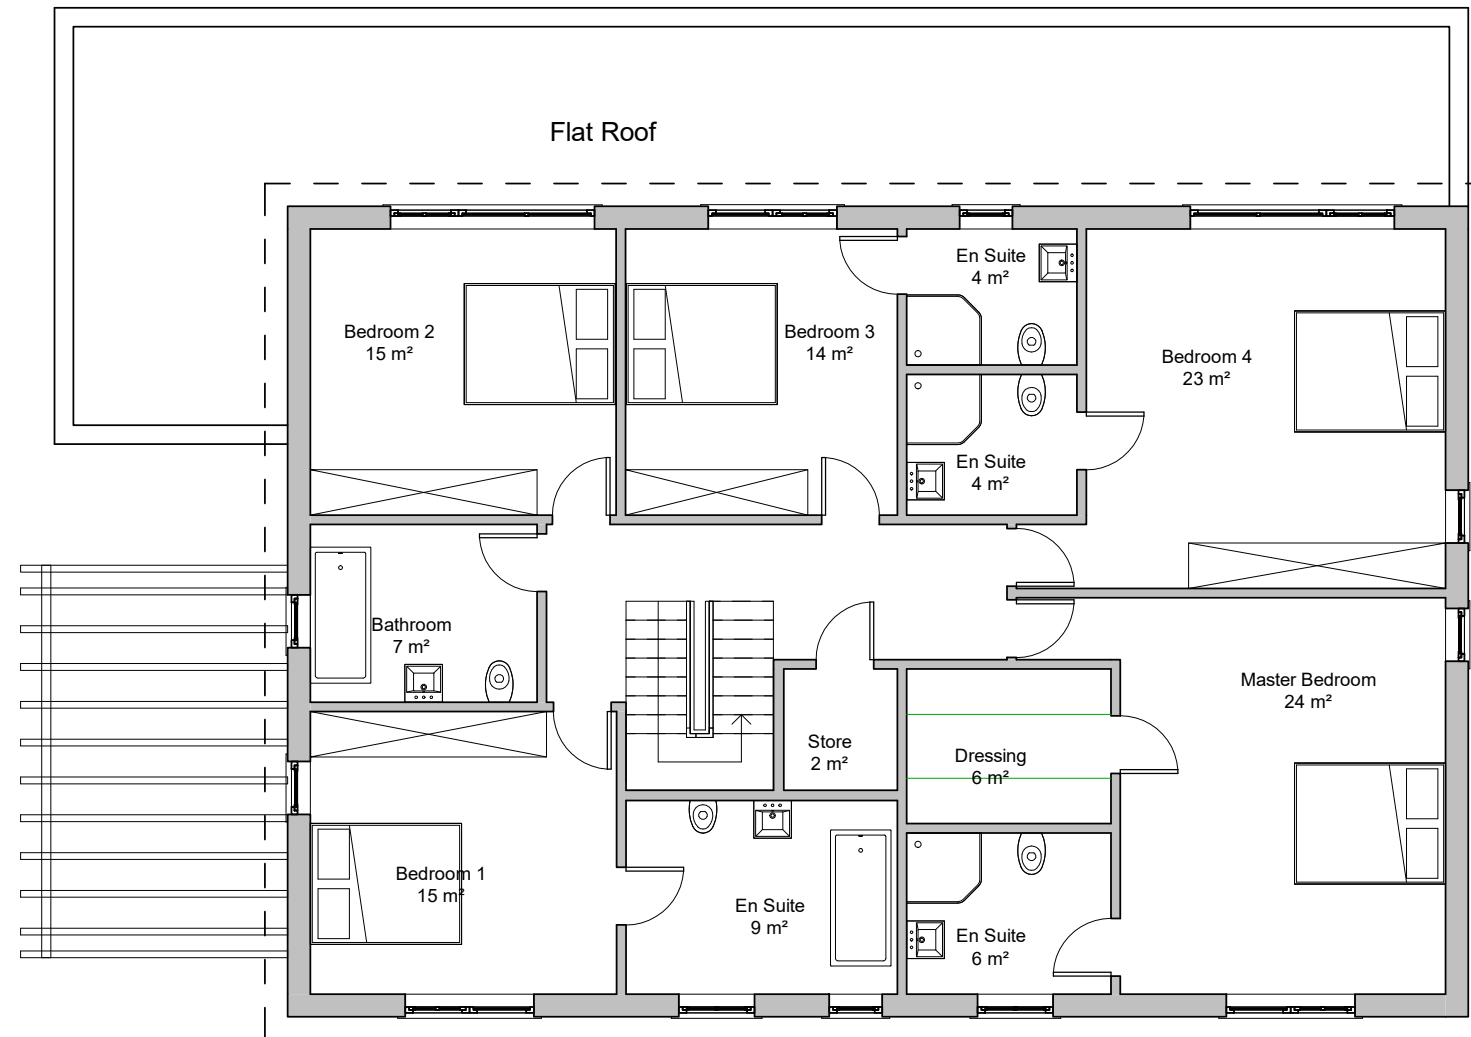 Flat Roof
En Suite
4 m²
Bedroom 2
15 m²
Bedroom 3
14 m²
Bedroom 4
23 m²
En Suite
4 m²
Bathroom
7 m²
Master Bedroom
24 m²
Store
2 m²
Dressing
6 m²
Bedroom 1
15 m²
En Suite
9 m²
En Suite
6 m²